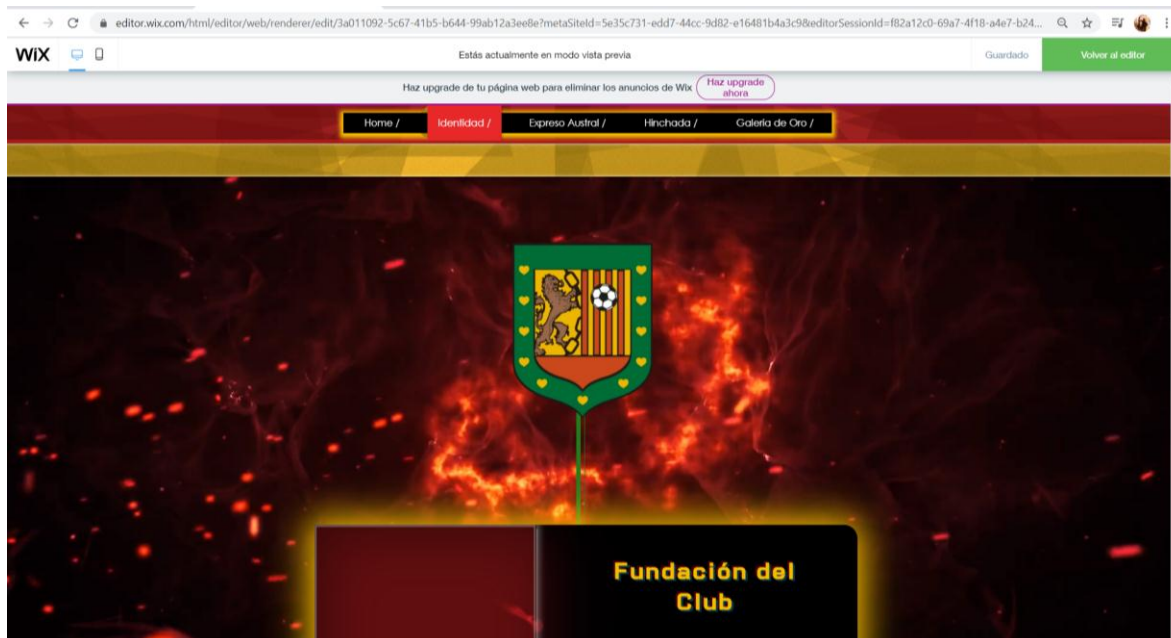 editor.wix.com/html/editor/web/renderer/edit/3a011092-5c67-41b5-b644-99ab12a3ee8e?metaSiteId=5e35c731-edd7-44cc-9d82-e16481b4a3c9&editorSessionId=f82a12c0-69a7-4f18-a4e7-b24...
WiX
Estás actualmente en modo vista previa
Guardado
Volver al editor
Haz upgrade de tu página web para eliminar los anuncios de Wix
Haz upgrade
ahora
Home /
Identidad /
Expreso Austral /
Hinchada /
Galería de Oro /
Fundación del
Club